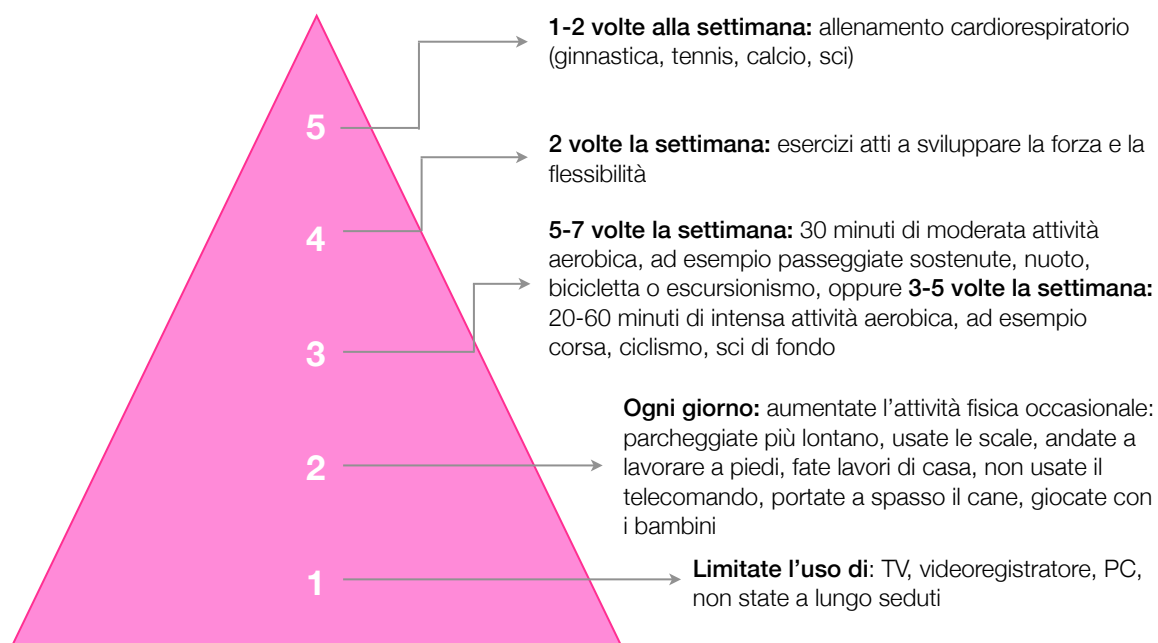 1-2 volte alla settimana: allenamento cardiorespiratorio
(ginnastica, tennis, calcio, sci)
5
2 volte la settimana: esercizi atti a sviluppare la forza e la
flessibilità
4
5-7 volte la settimana: 30 minuti di moderata attività
aerobica, ad esempio passeggiate sostenute, nuoto,
bicicletta o escursionismo, oppure 3-5 volte la settimana:
20-60 minuti di intensa attività aerobica, ad esempio
corsa, ciclismo, sci di fondo
3
Ogni giorno: aumentate l’attività fisica occasionale:
parcheggiate più lontano, usate le scale, andate a
lavorare a piedi, fate lavori di casa, non usate il
telecomando, portate a spasso il cane, giocate con
i bambini
2
Limitate l’uso di: TV, videoregistratore, PC,
non state a lungo seduti
1